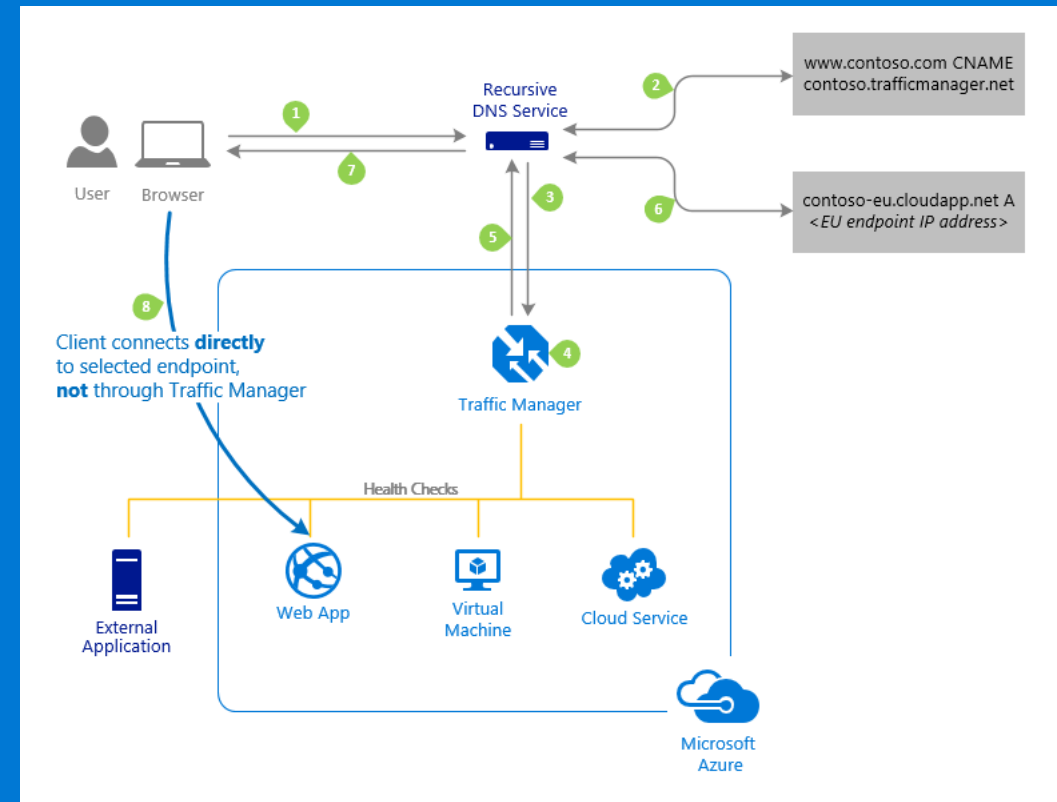 www.contoso.com CNAME
contoso.trafficmanager.net
2
Recursive
DNS Service
1
7
User
Browser
3
6
contoso-eu.cloudapp.net A
<EU endpoint IP address>
5
8
Client connects directly
to selected endpoint,
not through Traffic Manager
4
Traffic Manager
Health Checks
External
Application
Web App
Virtual
Machine
Cloud Service
Microsoft
Azure